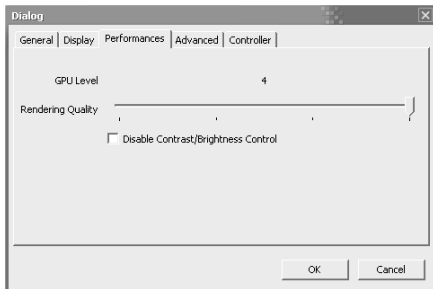 Dialog
General Display Performances Advanced Controller
GPU Level 4
Rendering Quality
Disable Contrast/Brightness Control
OK Cancel